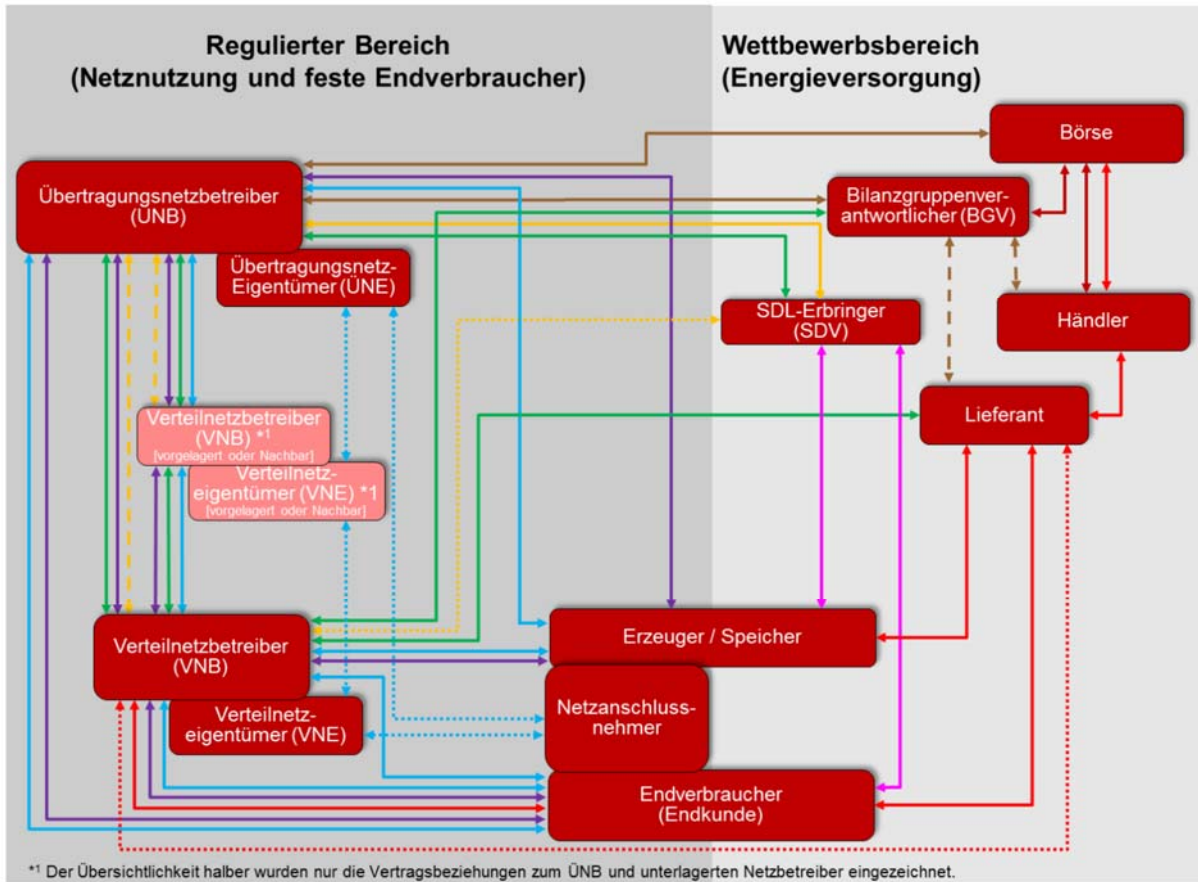 Regulierter Bereich
(Netznutzung und feste Endverbraucher)
Wettbewerbsbereich
(Energieversorgung)
Börse
Übertragungsnetzbetreiber
(ÜNB)
Bilanzgruppenver-
antwortlicher (BGV)
Übertragungsnetz-
Eigentümer (ÜNE)
SDL-Erbringer
(SDV)
Händler
Lieferant
Verteilnetzbetreiber
(VNB) *1
[vorgelagert oder Nachbar]
Verteilnetz-
eigentümer (VNE) *1
[vorgelagert oder Nachbar]
Verteilnetzbetreiber
(VNB)
Erzeuger / Speicher
Verteilnetz-
eigentümer (VNE)
Netzanschluss-
nehmer
Endverbraucher
(Endkunde)
*1 Der Übersichtlichkeit halber wurden nur die Vertragsbeziehungen zum ÜNB und unterlagerten Netzbetreiber eingezeichnet.